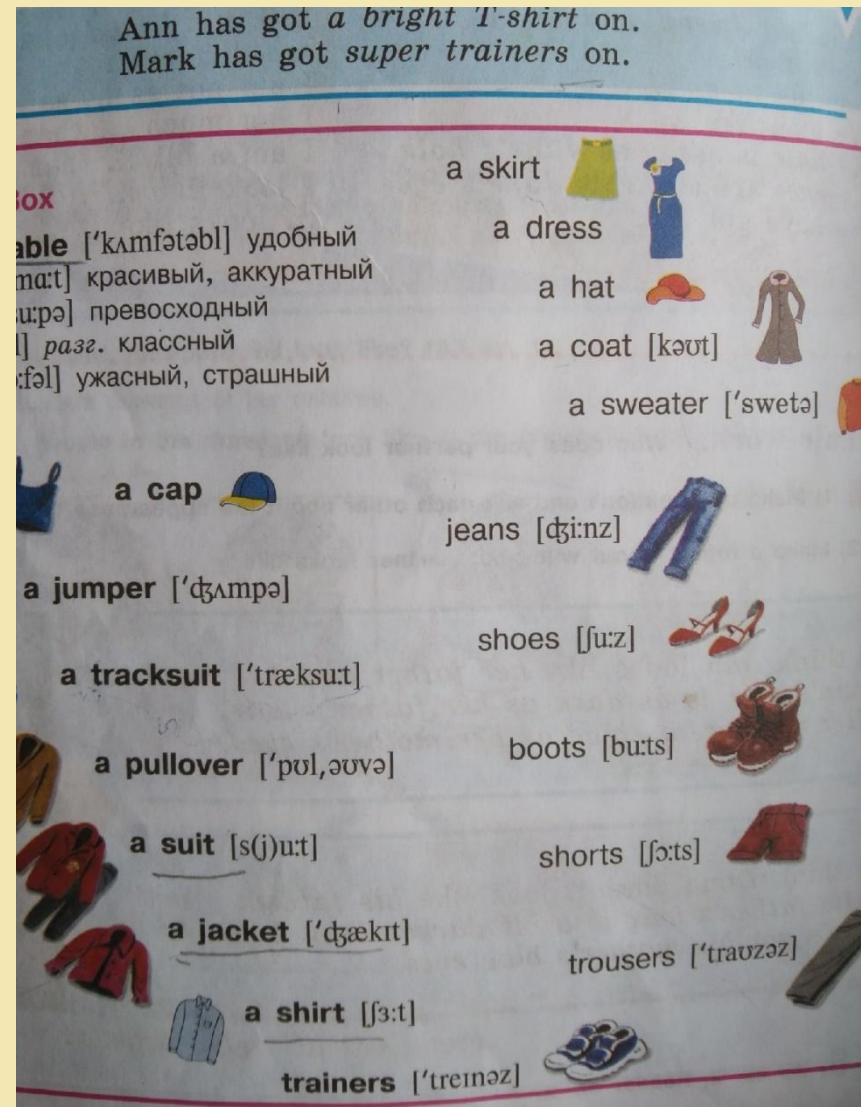 Ann has got a bright T-shirt on.
Mark has got super trainers on.
able ['kʌmfətəbl] удобный
mɑ:t] красивый, аккуратный
u:pə] превосходный
l] разг. классный
:fəl] ужасный, страшный
a cap
a jumper ['ʤʌmpə]
a tracksuit ['træksu:t]
a pullover ['pʊl,əʊvə]
a suit [s(j)u:t]
a jacket ['ʤækɪt]
a shirt [ʃɜ:t]
trainers ['treɪnəz]
a skirt
a dress
a hat
a coat [kəʊt]
a sweater ['swetə]
jeans [ʤi:nz]
shoes [ʃu:z]
boots [bu:ts]
shorts [ʃɔ:ts]
trousers ['traʊzəz]